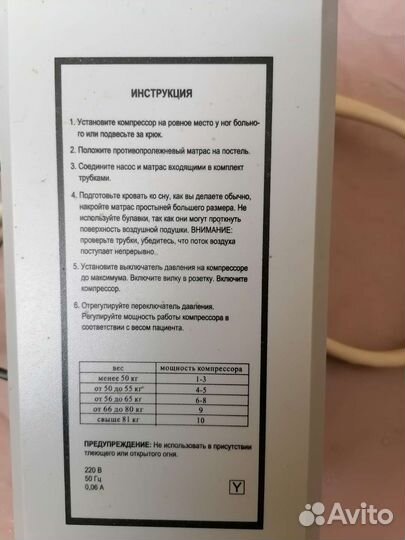 ИНСТРУКЦИЯ
1. Установите компрессор на ровное место у ног больно-
го или подвесьте за крюк.
2. Положите противопролежневый матрас на постель.
3. Соедините насос и матрас входящими в комплект
трубками.
4. Подготовьте кровать ко сну, как вы делаете обычно,
накройте матрас простыней большего размера. Не
используйте булавки, так как они могут проткнуть
поверхность воздушной подушки. ВНИМАНИЕ:
проверьте трубки, убедитесь, что поток воздуха
поступает непрерывно.
5. Установите выключатель давления на компрессоре
до максимума. Включите вилку в розетку. Включите
компрессор.
6. Отрегулируйте переключатель давления.
Регулируйте мощность работы компрессора в
соответствии с весом пациента.
вес мощность компрессора
менее 50 кг 1-3
от 50 до 55 кг 4-5
от 56 до 65 кг 6-8
от 66 до 80 кг 9
свыше 81 кг 10
ПРЕДУПРЕЖДЕНИЕ: Не использовать в присутствии
тлеющего или открытого огня.
220 В
50 Гц
0,06 А
Y
Avito